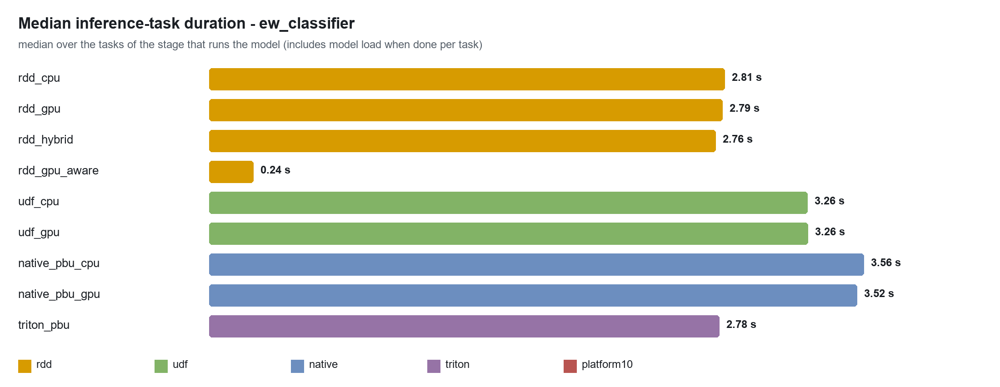 Median inference-task duration - ew_classifier
median over the tasks of the stage that runs the model (includes model load when done per task)
rdd_cpu 2.81 s
rdd_gpu 2.79 s
rdd_hybrid 2.76 s
rdd_gpu_aware 0.24 s
udf_cpu 3.26 s
udf_gpu 3.26 s
native_pbu_cpu 3.56 s
native_pbu_gpu 3.52 s
triton_pbu 2.78 s
rdd udf native triton platform10